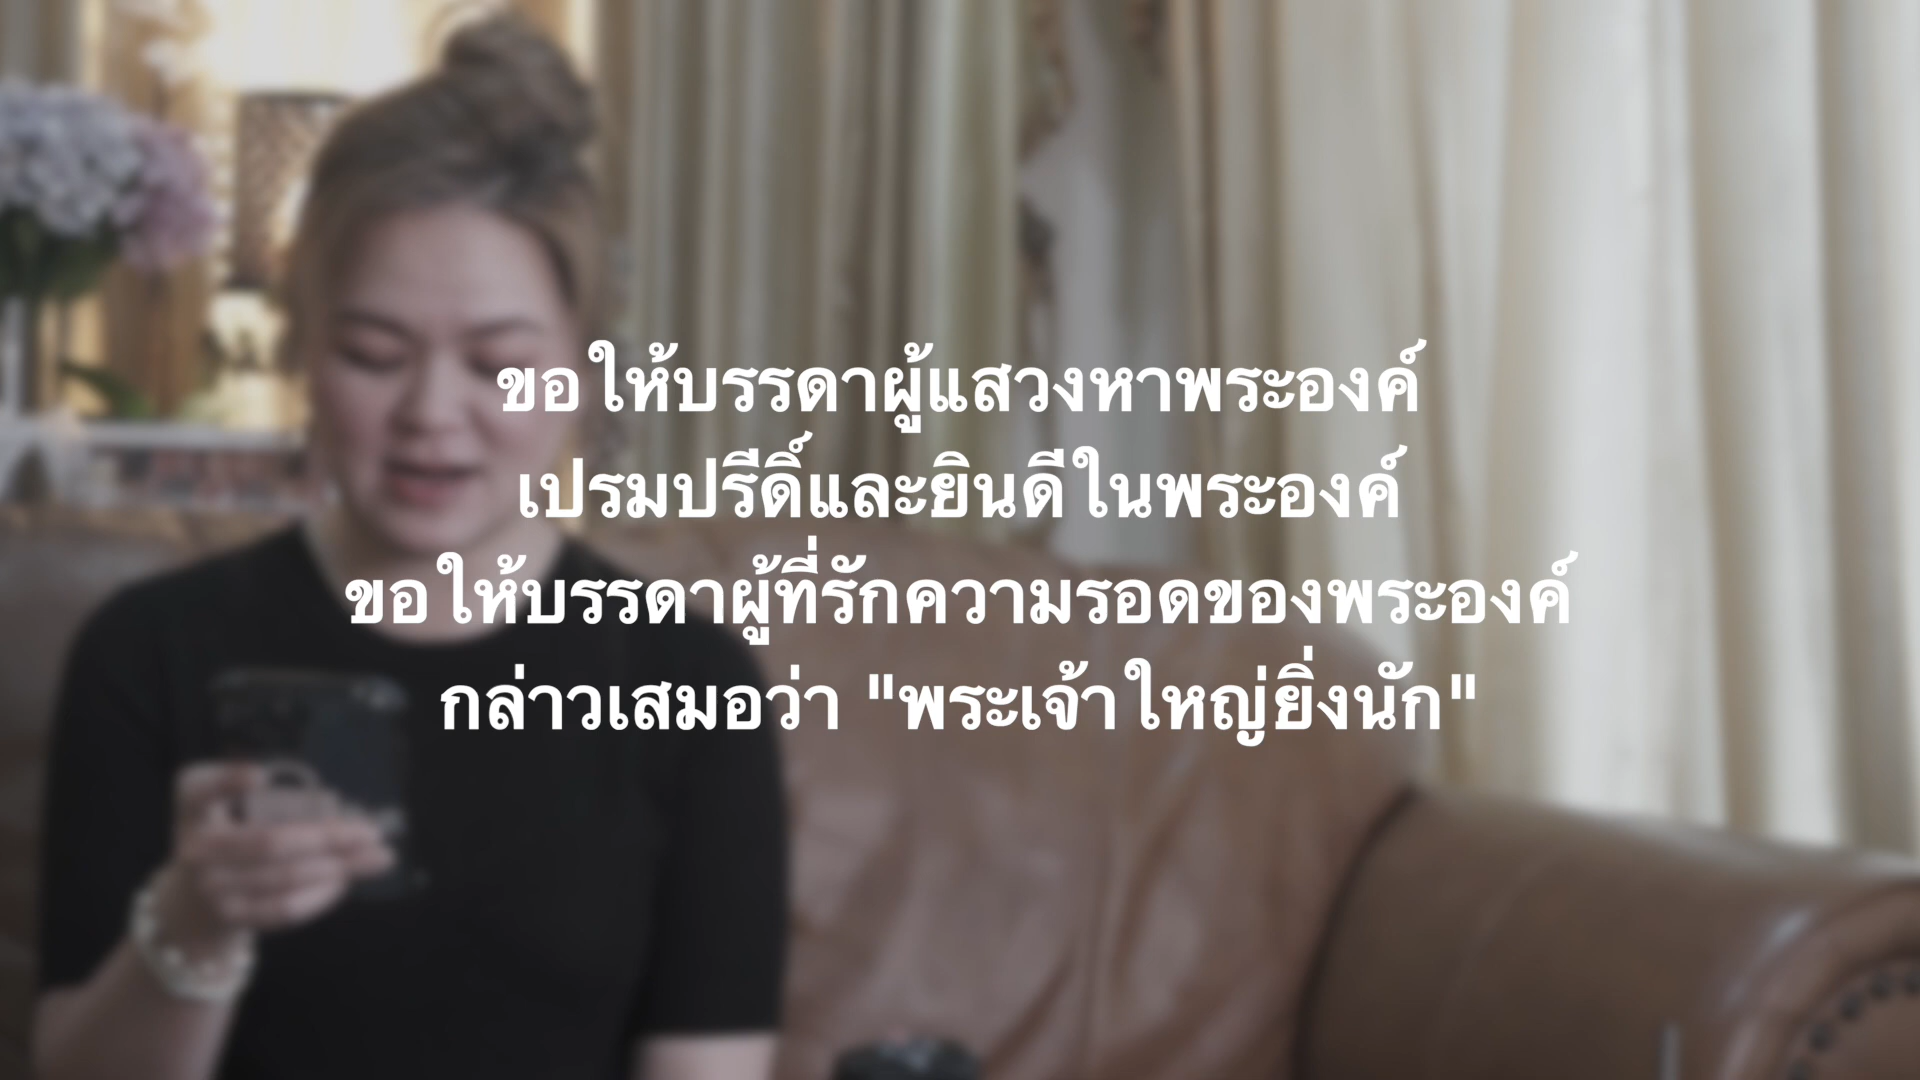 ขอให้บรรดาผู้แสวงหาพระองค์
เปรมปรีดิ์และยินดีในพระองค์
ขอให้บรรดาผู้ที่รักความรอดของพระองค์
กล่าวเสมอว่า "พระเจ้าใหญ่ยิ่งนัก"